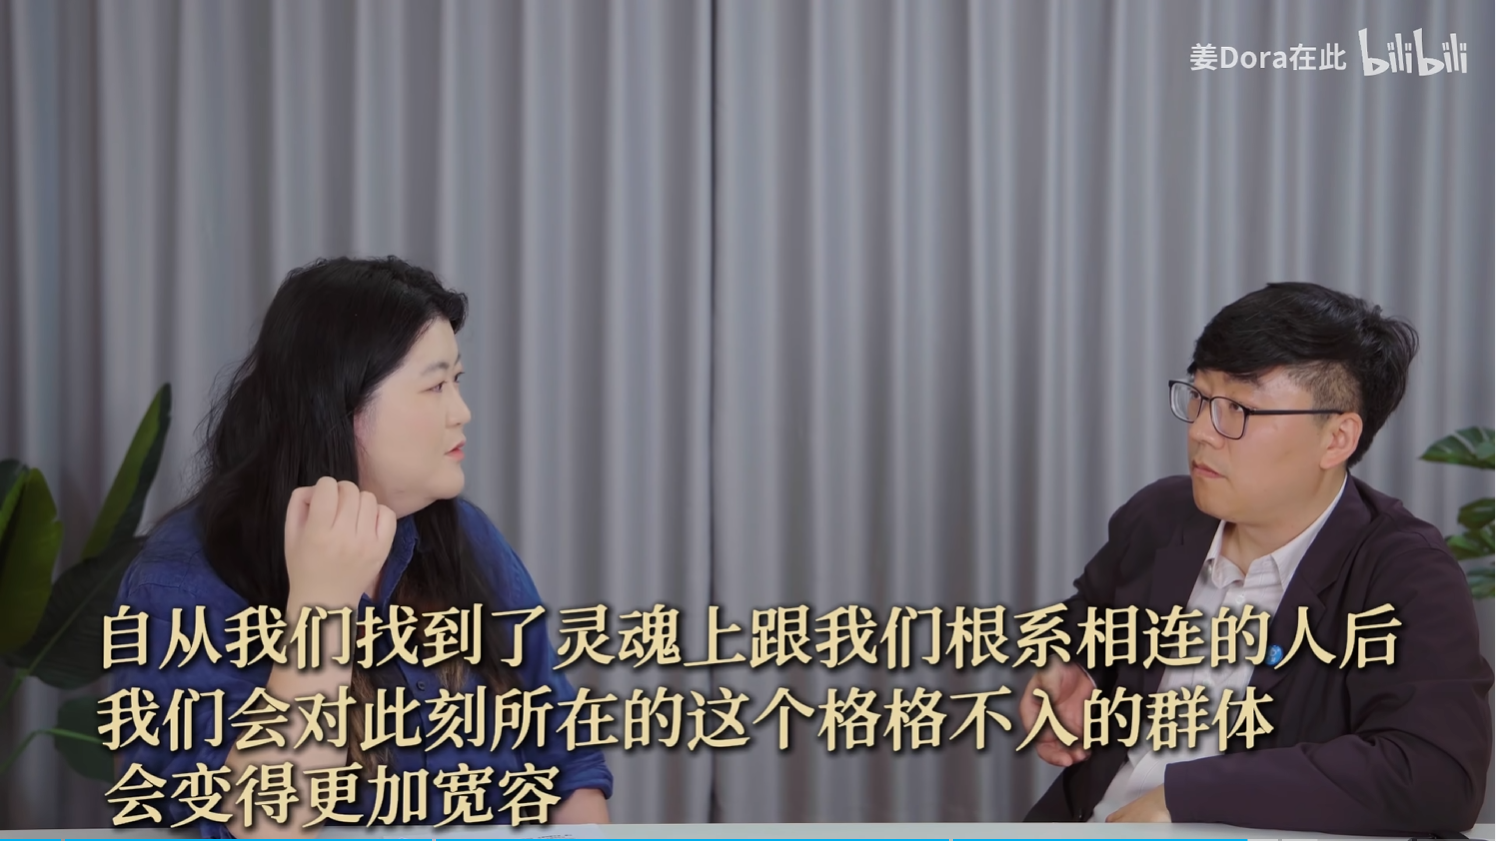 姜Dora在此 bilibili
自从我们找到了灵魂上跟我们根系相连的人后
我们会对此刻所在的这个格格不入的群体
会变得更加宽容